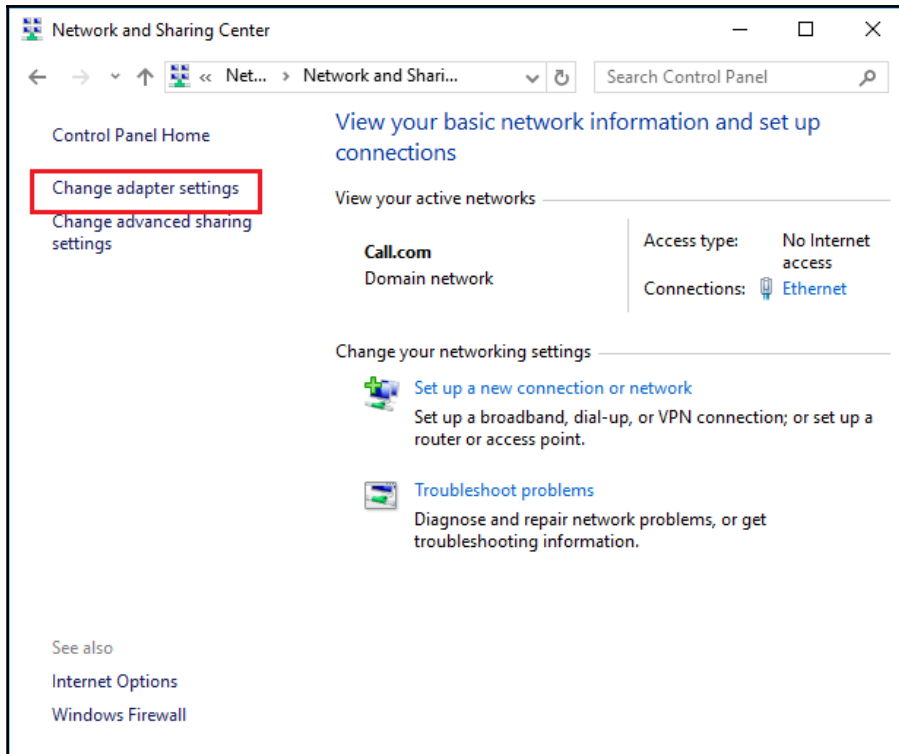 Network and Sharing Center
« Net... › Network and Shari...
Search Control Panel
Control Panel Home
Change adapter settings
Change advanced sharing
settings
View your basic network information and set up
connections
View your active networks
Call.com
Domain network
Access type: No Internet
access
Connections: Ethernet
Change your networking settings
Set up a new connection or network
Set up a broadband, dial-up, or VPN connection; or set up a
router or access point.
Troubleshoot problems
Diagnose and repair network problems, or get
troubleshooting information.
See also
Internet Options
Windows Firewall